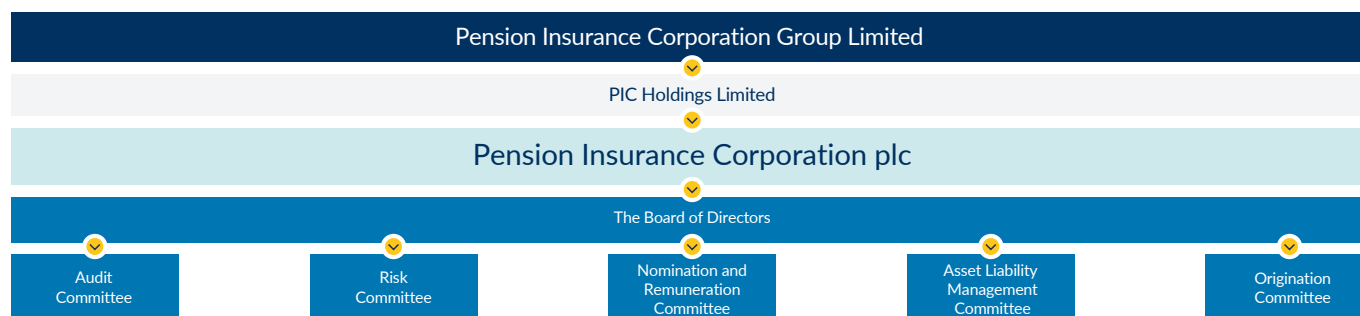 Pension Insurance Corporation Group Limited
PIC Holdings Limited
Pension Insurance Corporation plc
The Board of Directors
Audit
Committee
Risk
Committee
Nomination and
Remuneration
Committee
Asset Liability
Management
Committee
Origination
Committee